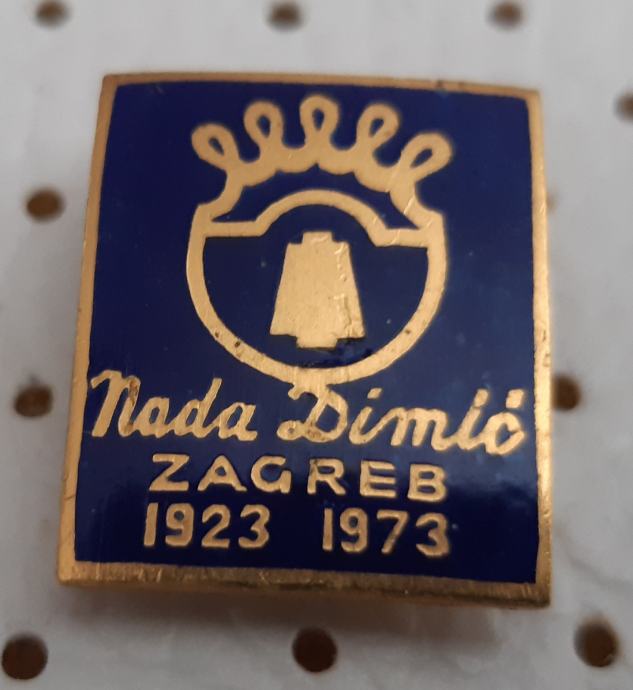 Nada Dimić
ZAGREB
1923 1973